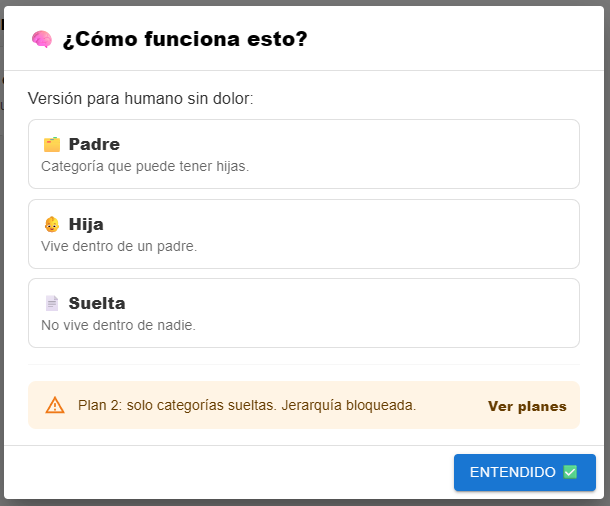 🧠 ¿Cómo funciona esto?
Versión para humano sin dolor:
📁 Padre
Categoría que puede tener hijas.
👶 Hija
Vive dentro de un padre.
📄 Suelta
No vive dentro de nadie.
⚠ Plan 2: solo categorías sueltas. Jerarquía bloqueada. Ver planes
ENTENDIDO ✅